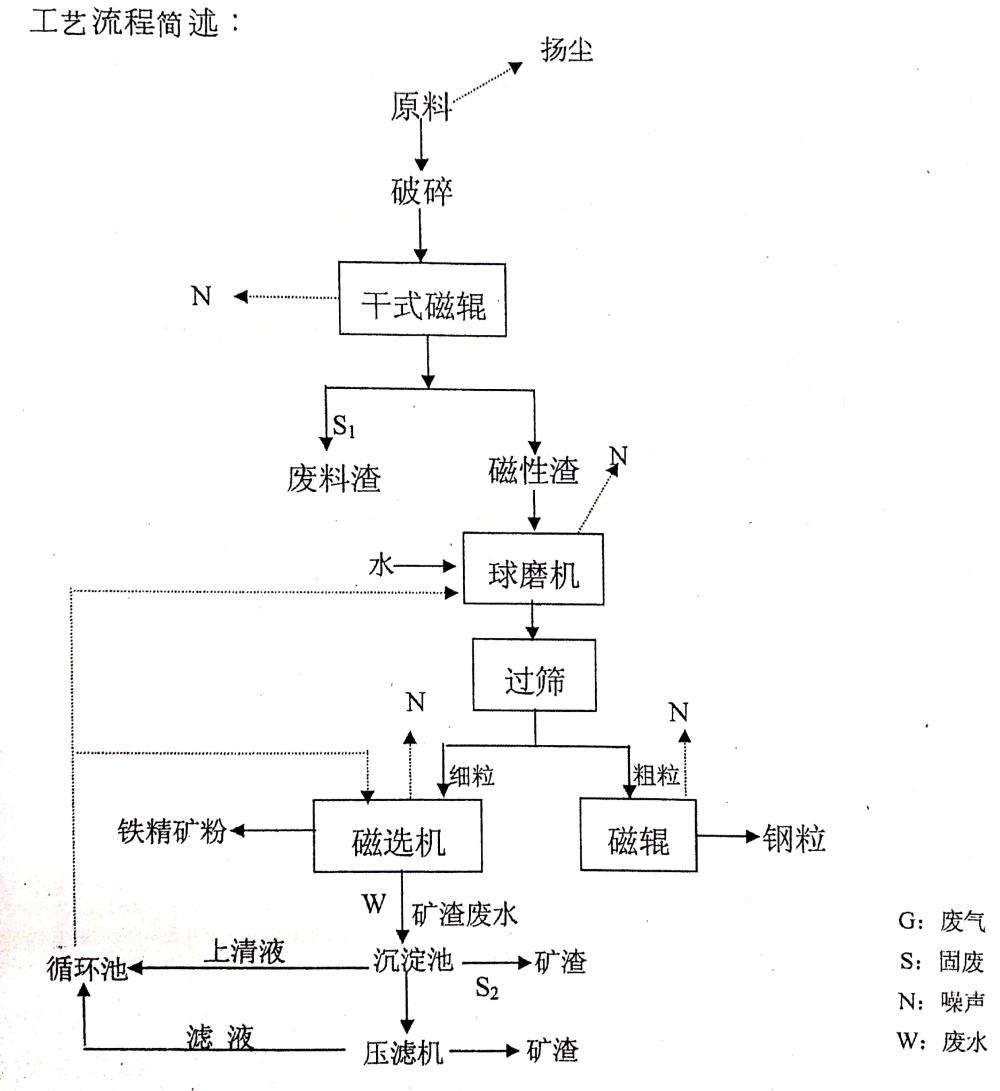 工艺流程简述：
扬尘
原料
破碎
N
干式磁辊
S₁
废料渣
磁性渣
N
水
球磨机
过筛
N
N
细粒
粗粒
铁精矿粉
磁选机
磁辊
钢粒
W
矿渣废水
G：废气
循环池
上清液
沉淀池
矿渣
S：固废
S₂
N：噪声
滤 液
压滤机
矿渣
W：废水